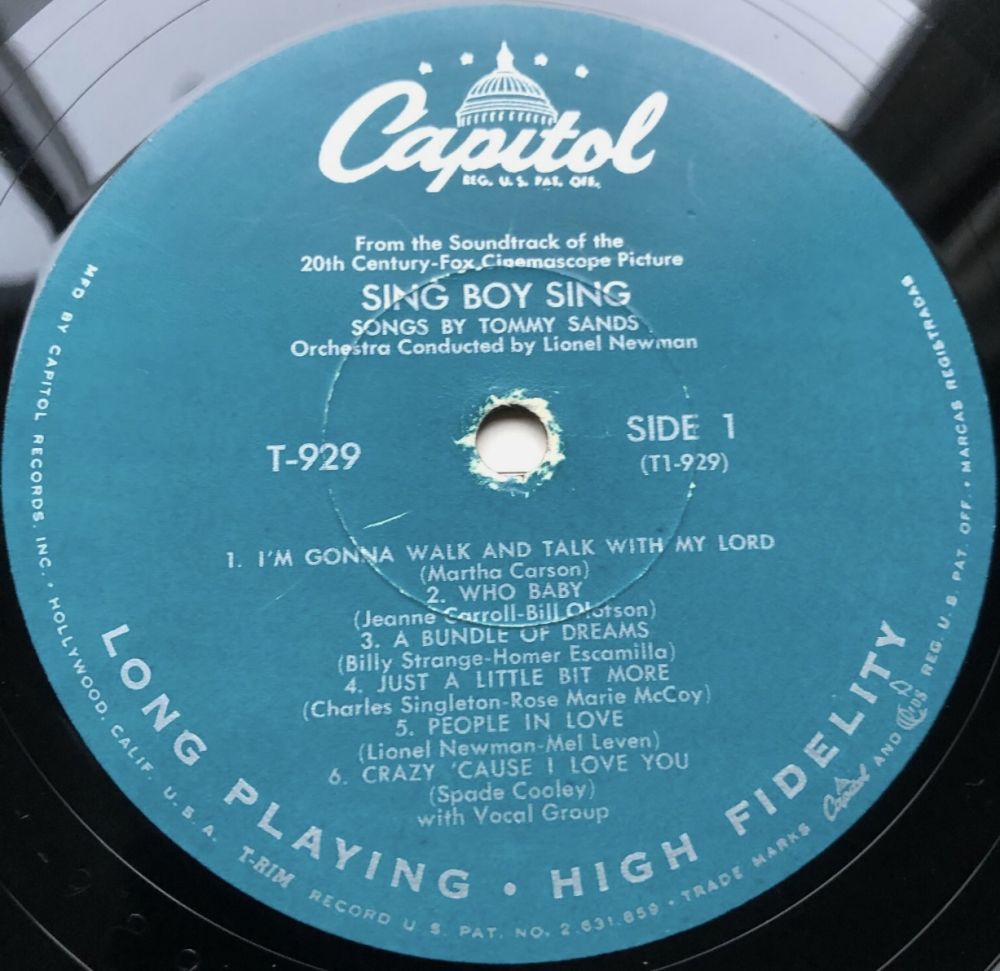 Capitol
REG. U. S. PAT. OFF.
From the Soundtrack of the
20th Century-Fox Cinemascope Picture
SING BOY SING
SONGS BY TOMMY SANDS
Orchestra Conducted by Lionel Newman
T-929
SIDE 1
(T1-929)
1. I'M GONNA WALK AND TALK WITH MY LORD
(Martha Carson)
2. WHO BABY
(Jeanne Carroll-Bill Olofson)
3. A BUNDLE OF DREAMS
(Billy Strange-Homer Escamilla)
4. JUST A LITTLE BIT MORE
(Charles Singleton-Rose Marie McCoy)
5. PEOPLE IN LOVE
(Lionel Newman-Mel Leven)
6. CRAZY 'CAUSE I LOVE YOU
(Spade Cooley)
with Vocal Group
LONG PLAYING • HIGH FIDELITY
MFD BY CAPITOL RECORDS, INC. • HOLLYWOOD, CALIF. U.S.A. T-RIM RECORD U.S. PAT. NO. 2.631.859 • TRADE MARKS Capitol AND REG. U.S. PAT. OFF. • MARCAS REGISTRADAS